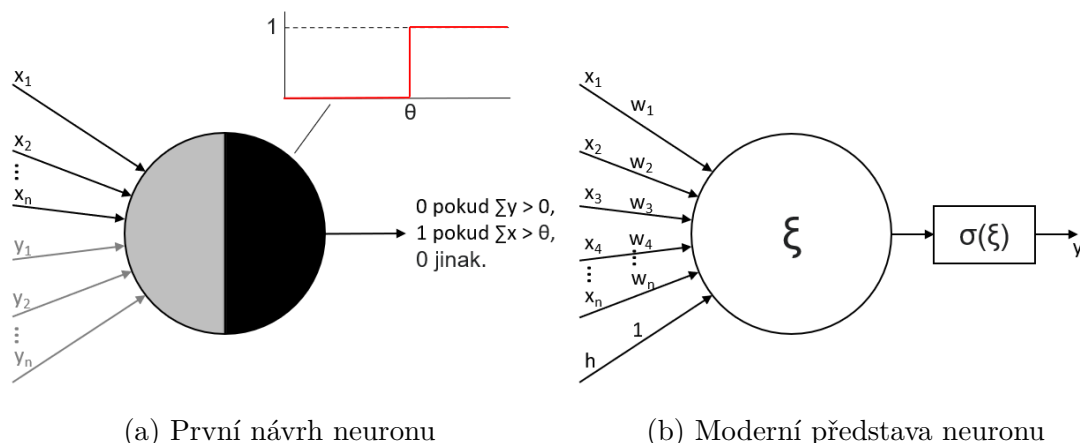 1
θ
x1
x2
⋮
xn
y1
y2
⋮
yn
0 pokud ∑y > 0,
1 pokud ∑x > θ,
0 jinak.
(a) První návrh neuronu
x1 w1
x2 w2
x3 w3
x4 w4
⋮ ⋮
xn wn
h 1
ξ
σ(ξ)
y
(b) Moderní představa neuronu